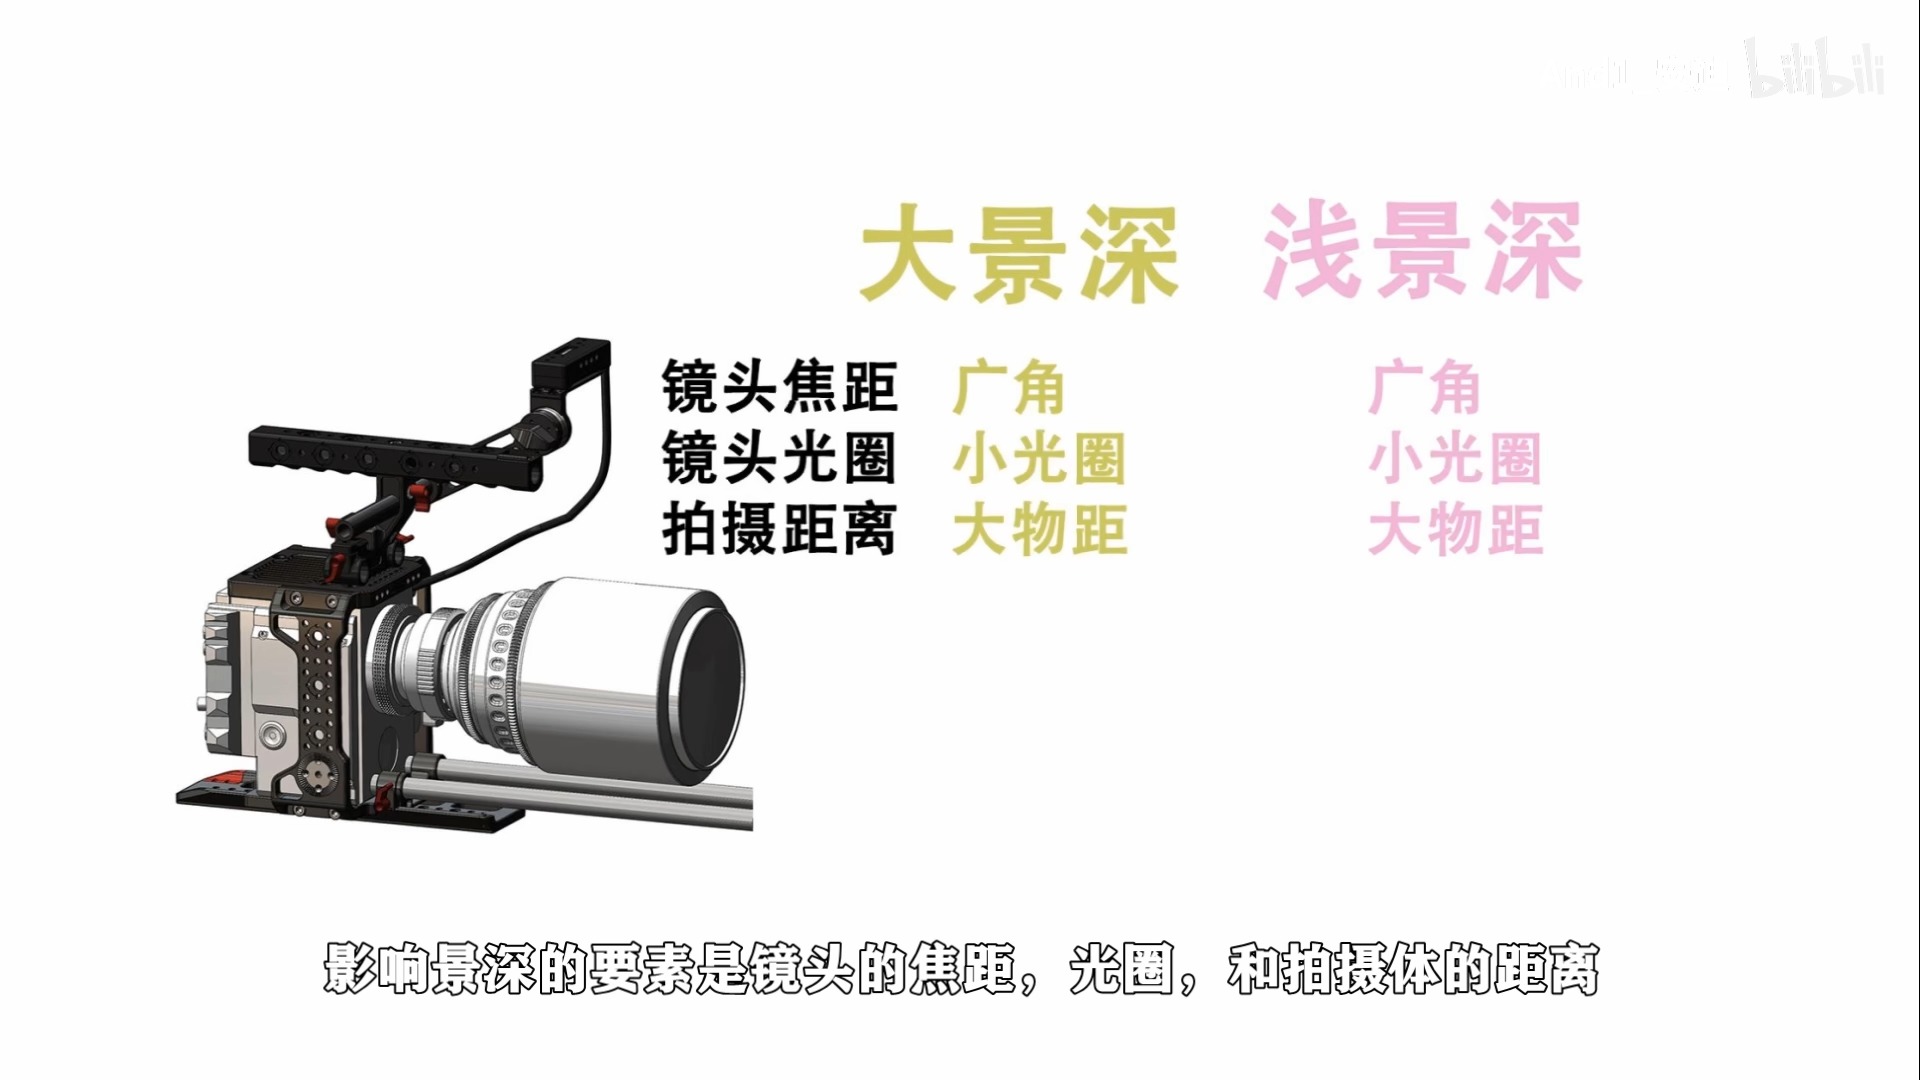 bilibili
大景深 浅景深
镜头焦距 广角 广角
镜头光圈 小光圈 小光圈
拍摄距离 大物距 大物距
影响景深的要素是镜头的焦距，光圈，和拍摄体的距离